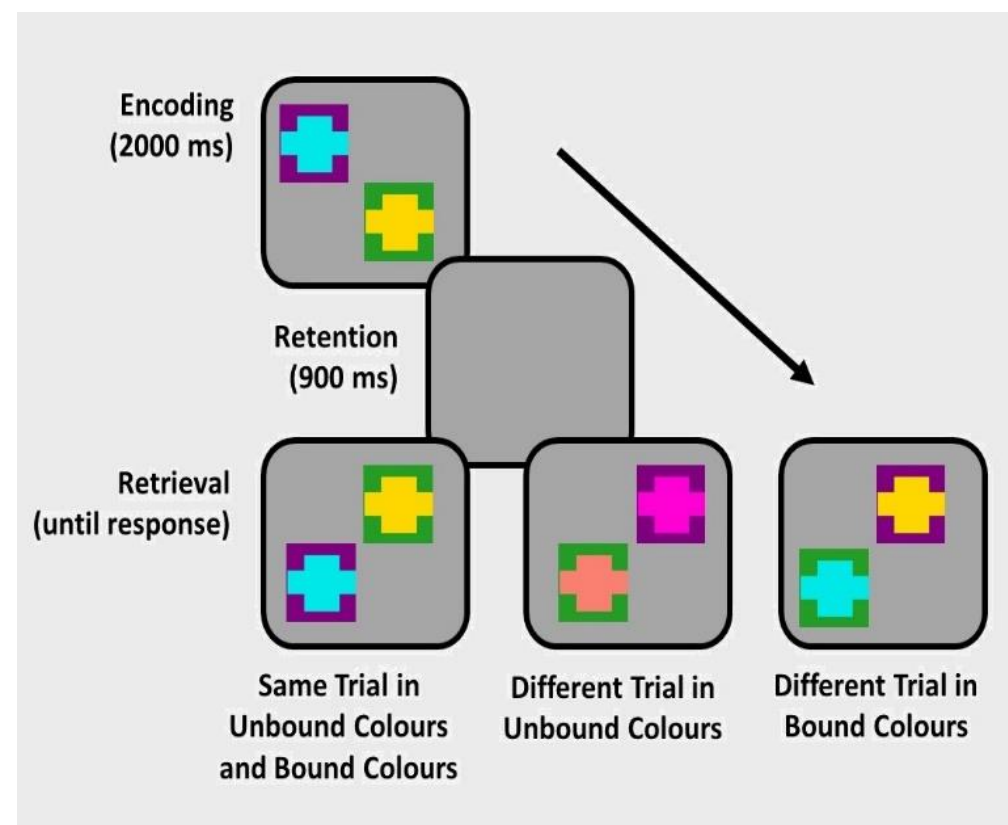 Encoding
(2000 ms)
Retention
(900 ms)
Retrieval
(until response)
Same Trial in
Unbound Colours
and Bound Colours
Different Trial in
Unbound Colours
Different Trial in
Bound Colours